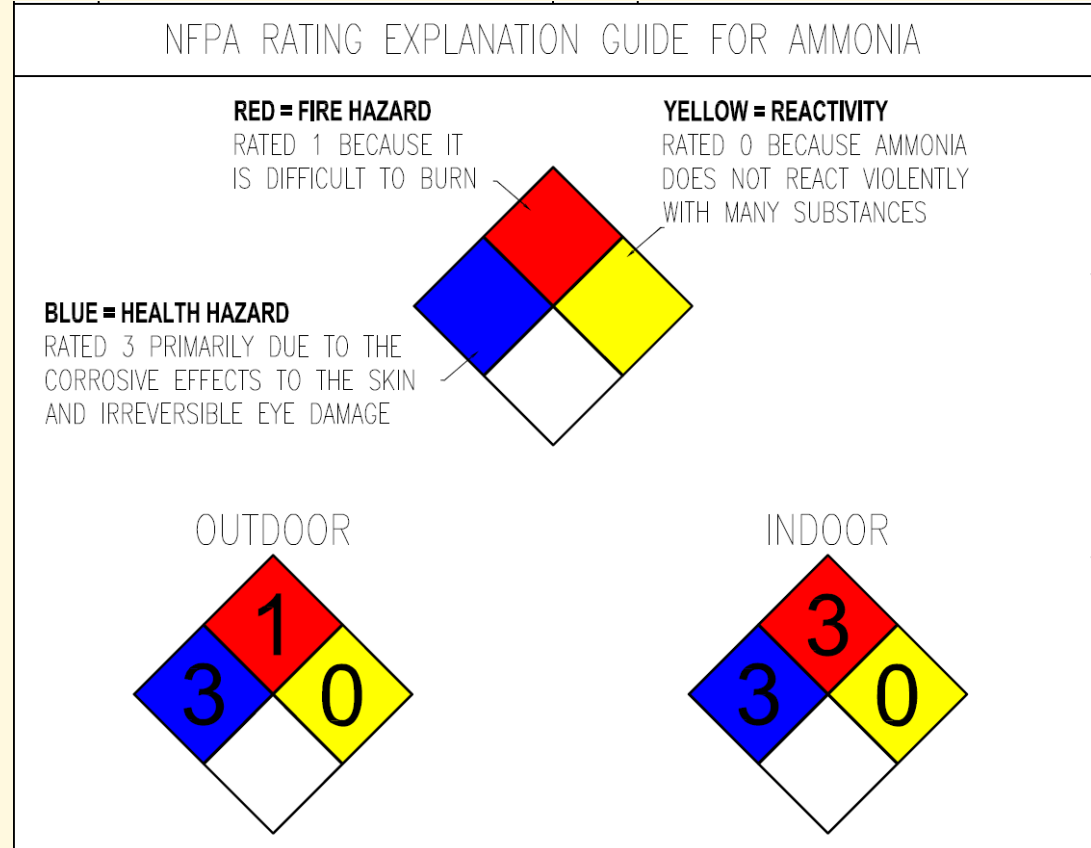 NFPA RATING EXPLANATION GUIDE FOR AMMONIA
RED = FIRE HAZARD
RATED 1 BECAUSE IT
IS DIFFICULT TO BURN
YELLOW = REACTIVITY
RATED 0 BECAUSE AMMONIA
DOES NOT REACT VIOLENTLY
WITH MANY SUBSTANCES
BLUE = HEALTH HAZARD
RATED 3 PRIMARILY DUE TO THE
CORROSIVE EFFECTS TO THE SKIN
AND IRREVERSIBLE EYE DAMAGE
OUTDOOR
1
3 0
INDOOR
3
3 0